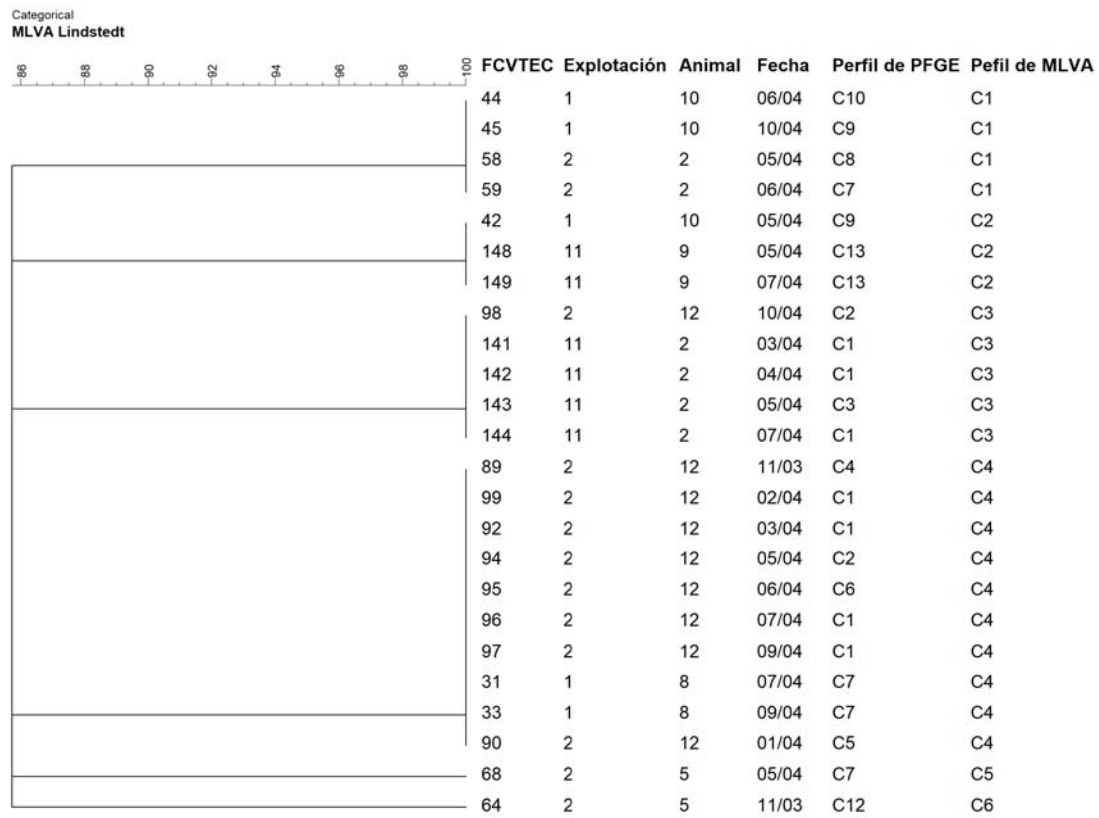 Categorical
MLVA Lindstedt
86 88 90 92 94 96 98 100
FCVTEC Explotación Animal Fecha Perfil de PFGE Pefil de MLVA
44 1 10 06/04 C10 C1
45 1 10 10/04 C9 C1
58 2 2 05/04 C8 C1
59 2 2 06/04 C7 C1
42 1 10 05/04 C9 C2
148 11 9 05/04 C13 C2
149 11 9 07/04 C13 C2
98 2 12 10/04 C2 C3
141 11 2 03/04 C1 C3
142 11 2 04/04 C1 C3
143 11 2 05/04 C3 C3
144 11 2 07/04 C1 C3
89 2 12 11/03 C4 C4
99 2 12 02/04 C1 C4
92 2 12 03/04 C1 C4
94 2 12 05/04 C2 C4
95 2 12 06/04 C6 C4
96 2 12 07/04 C1 C4
97 2 12 09/04 C1 C4
31 1 8 07/04 C7 C4
33 1 8 09/04 C7 C4
90 2 12 01/04 C5 C4
68 2 5 05/04 C7 C5
64 2 5 11/03 C12 C6